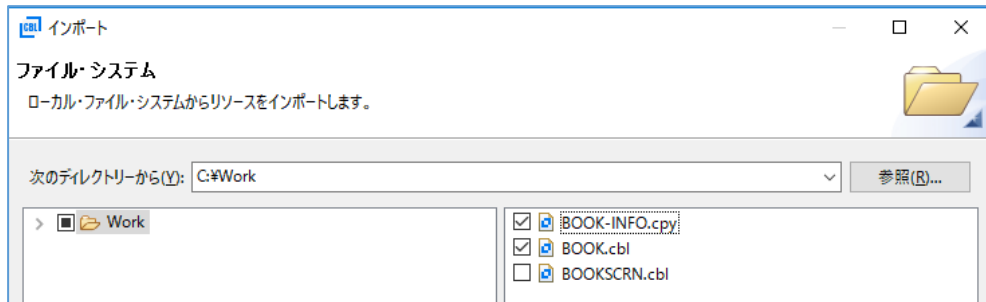 CBL インポート
ファイル・システム
ローカル・ファイル・システムからリソースをインポートします。
次のディレクトリーから(Y): C:¥Work 参照(R)...
Work
BOOK-INFO.cpy
BOOK.cbl
BOOKSCRN.cbl